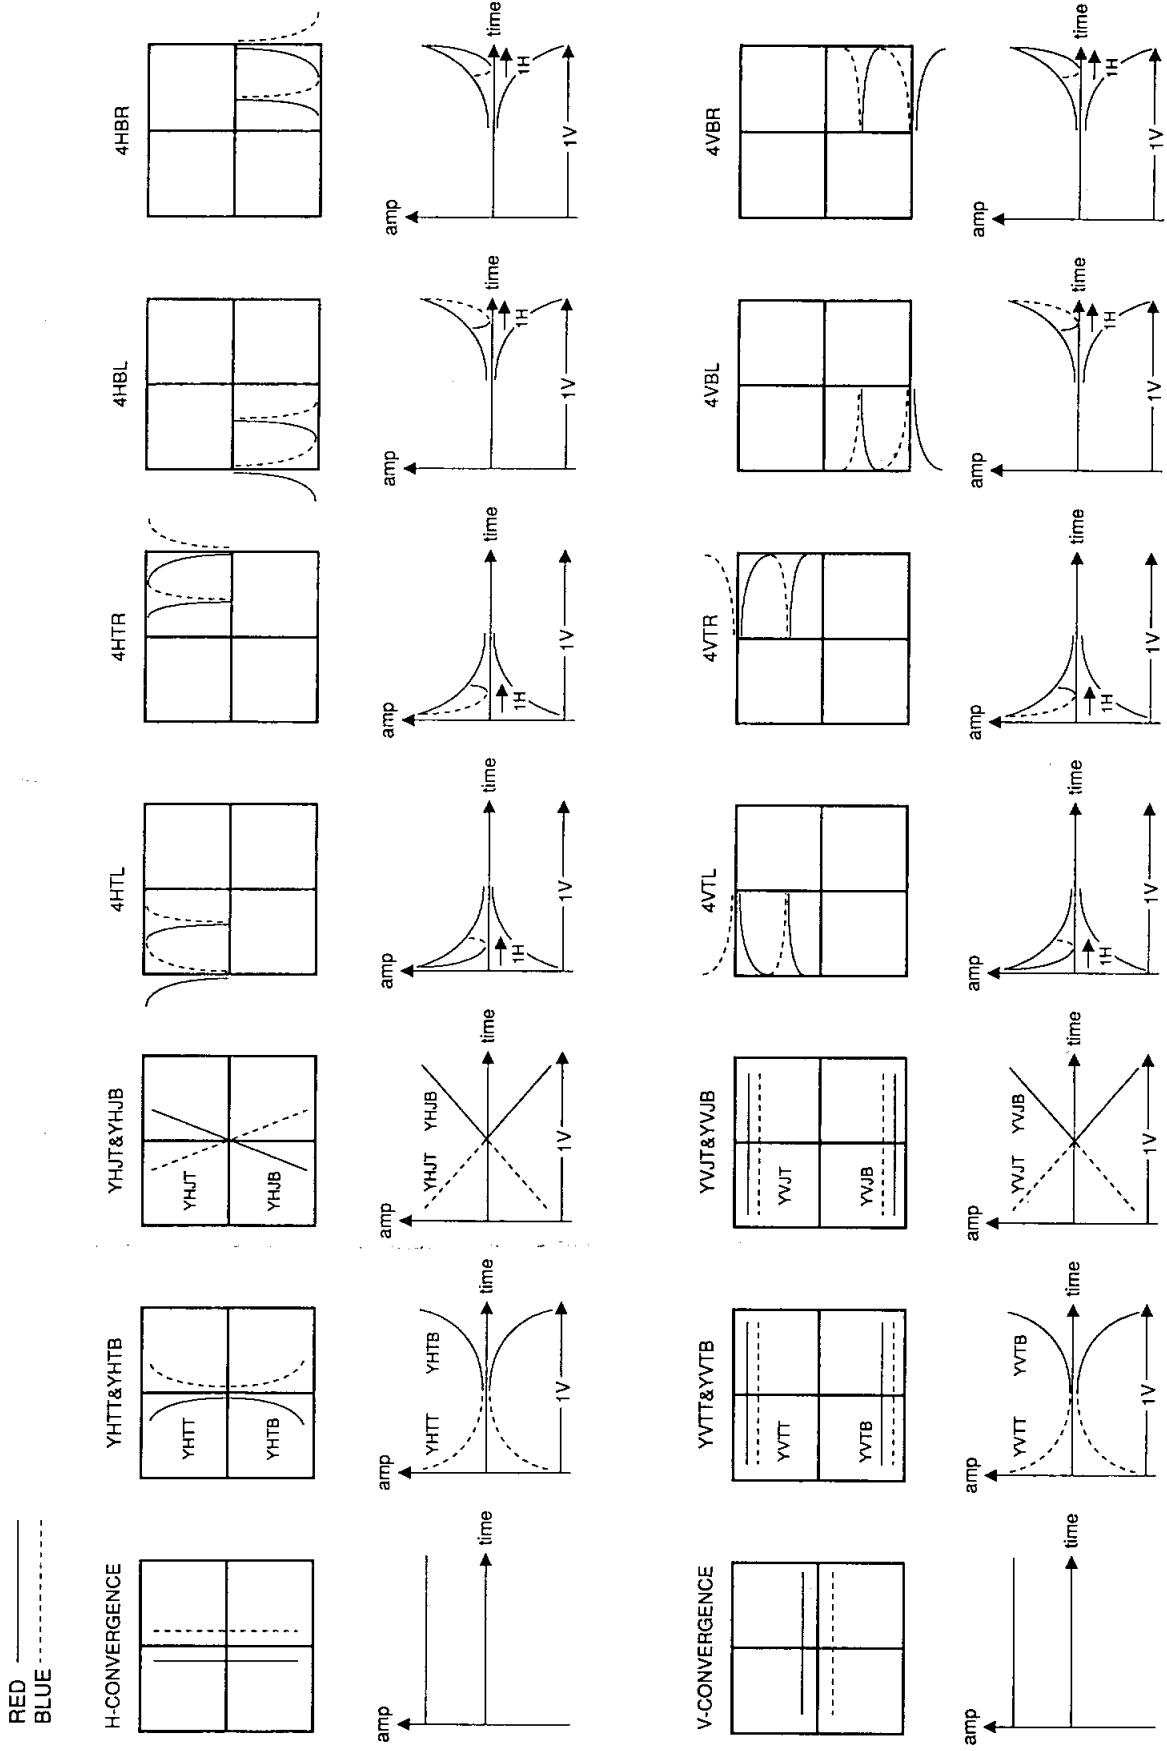 RED
BLUE
H-CONVERGENCE
YHTT&YHTB
YHJT&YHJB
4HTL
4HTR
4HBL
4HBR
YHTT
YHTB
YHJT
YHJB
amp
time
amp
YHTT
YHTB
time
1V
amp
YHJT
YHJB
time
1V
amp
time
1H
1V
amp
time
1H
1V
amp
time
1H
1V
amp
time
1H
1V
V-CONVERGENCE
YVTT&YVTB
YVJT&YVJB
4VTL
4VTR
4VBL
4VBR
YVTT
YVTB
YVJT
YVJB
amp
time
amp
YVTT
YVTB
time
1V
amp
YVJT
YVJB
time
1V
amp
time
1H
1V
amp
time
1H
1V
amp
time
1H
1V
amp
time
1H
1V